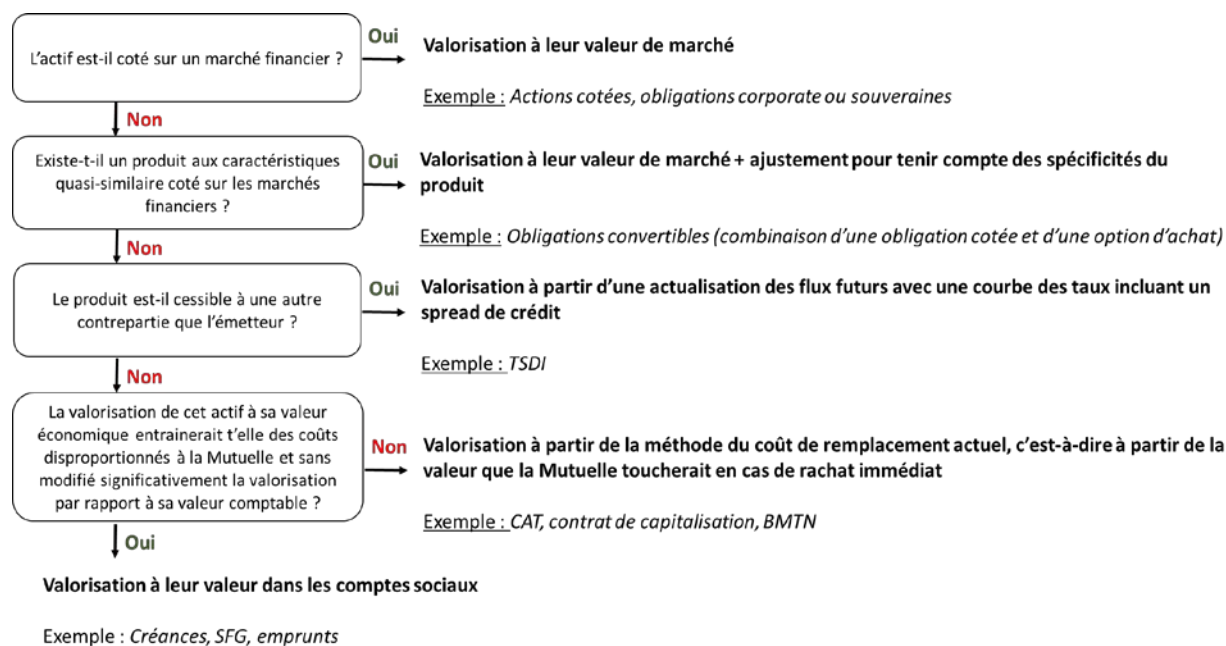 L'actif est-il coté sur un marché financier ?
Oui
Valorisation à leur valeur de marché
Exemple : Actions cotées, obligations corporate ou souveraines
Non
Existe-t-il un produit aux caractéristiques
quasi-similaire coté sur les marchés
financiers ?
Oui
Valorisation à leur valeur de marché + ajustement pour tenir compte des spécificités du
produit
Exemple : Obligations convertibles (combinaison d'une obligation cotée et d'une option d'achat)
Non
Le produit est-il cessible à une autre
contrepartie que l'émetteur ?
Oui
Valorisation à partir d'une actualisation des flux futurs avec une courbe des taux incluant un
spread de crédit
Exemple : TSDI
Non
La valorisation de cet actif à sa valeur
économique entrainerait t'elle des coûts
disproportionnés à la Mutuelle et sans
modifié significativement la valorisation
par rapport à sa valeur comptable ?
Non
Valorisation à partir de la méthode du coût de remplacement actuel, c'est-à-dire à partir de la
valeur que la Mutuelle toucherait en cas de rachat immédiat
Exemple : CAT, contrat de capitalisation, BMTN
Oui
Valorisation à leur valeur dans les comptes sociaux
Exemple : Créances, SFG, emprunts